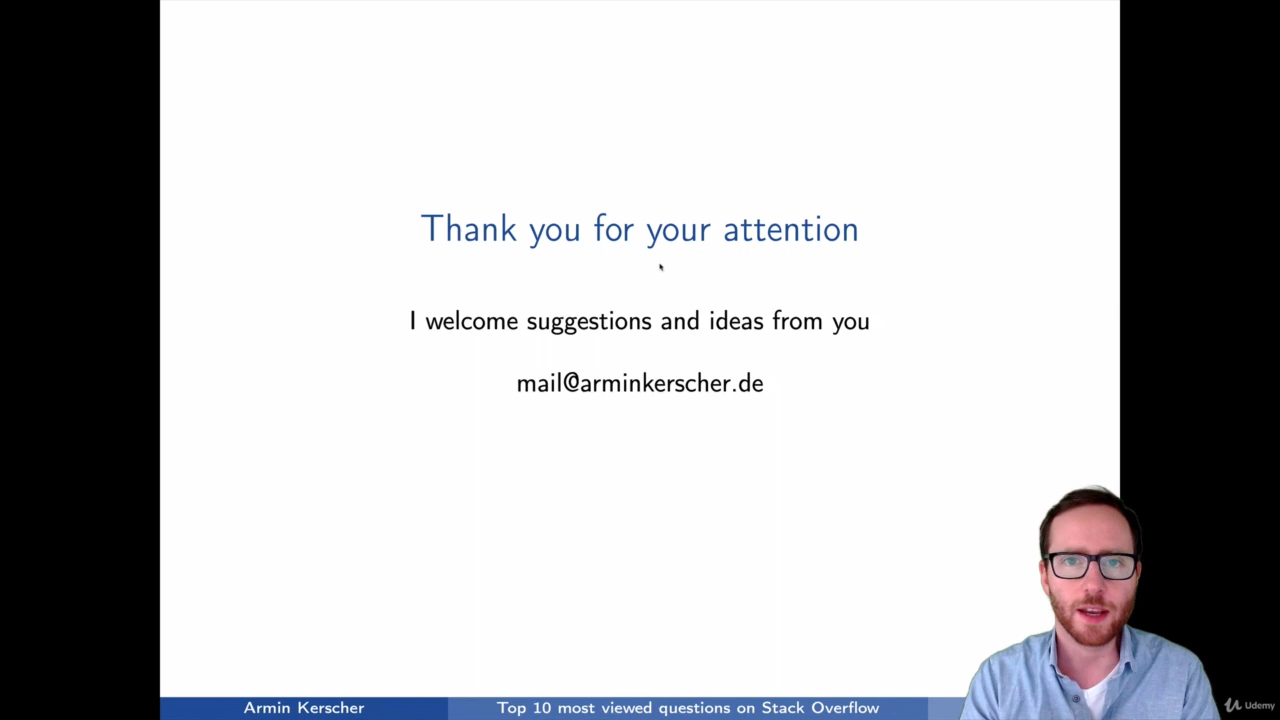 Thank you for your attention
I welcome suggestions and ideas from you
mail@arminkerscher.de
Armin Kerscher
Top 10 most viewed questions on Stack Overflow
Udemy